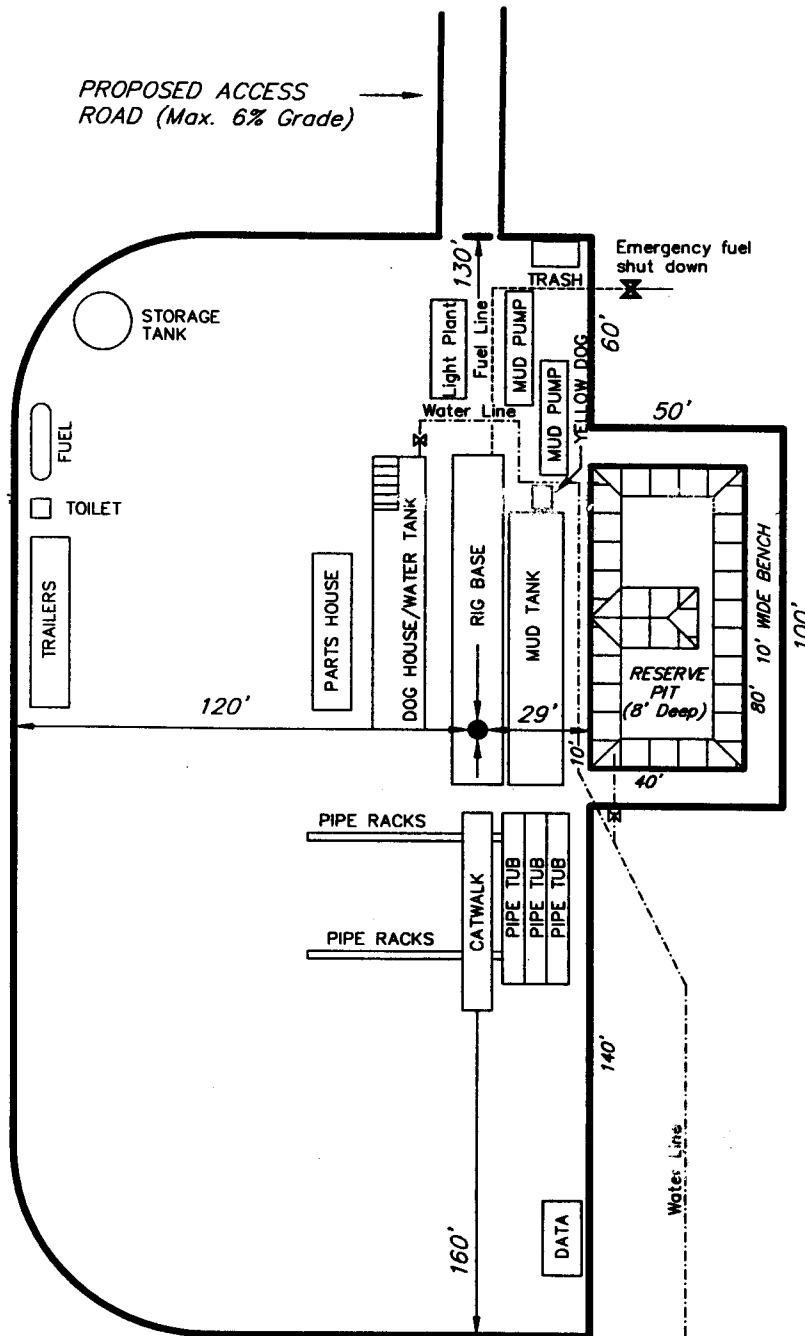 PROPOSED ACCESS
ROAD (Max. 6% Grade)
130'
Emergency fuel
shut down
TRASH
STORAGE
TANK
Light Plant
Fuel Line
MUD PUMP
60'
MUD PUMP
YELLOW DOG
50'
Water Line
FUEL
TOILET
TRAILERS
PARTS HOUSE
DOG HOUSE/WATER TANK
RIG BASE
MUD TANK
RESERVE
PIT
(8' Deep)
80'
10' WIDE BENCH
100'
120'
29'
10'
40'
PIPE RACKS
CATWALK
PIPE TUB
PIPE TUB
PIPE TUB
PIPE RACKS
140'
Water Line
160'
DATA